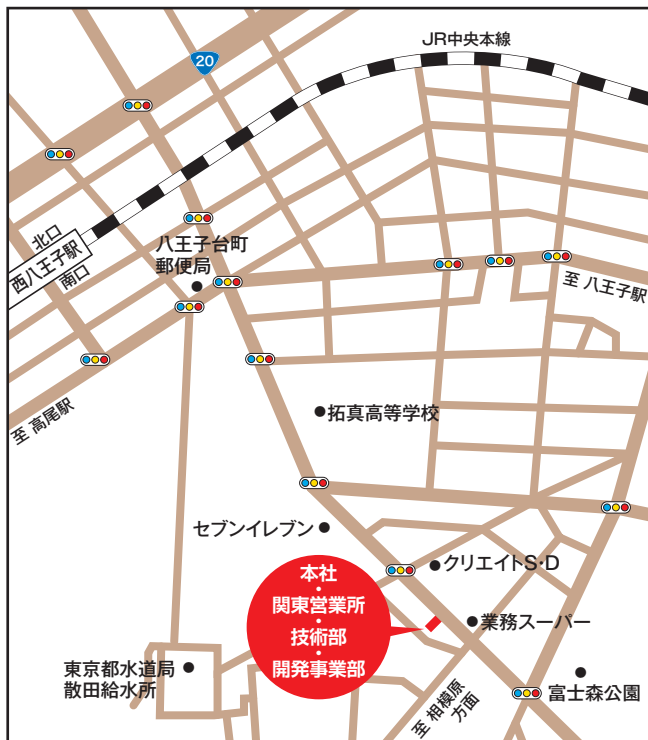 JR中央本線
20
北口
西八王子駅
南口
八王子台町
郵便局
至 八王子駅
至 高尾駅
拓真高等学校
セブンイレブン
クリエイトS・D
本社
・
関東営業所
・
技術部
・
開発事業部
業務スーパー
東京都水道局
散田給水所
至 相模原
方面
富士森公園